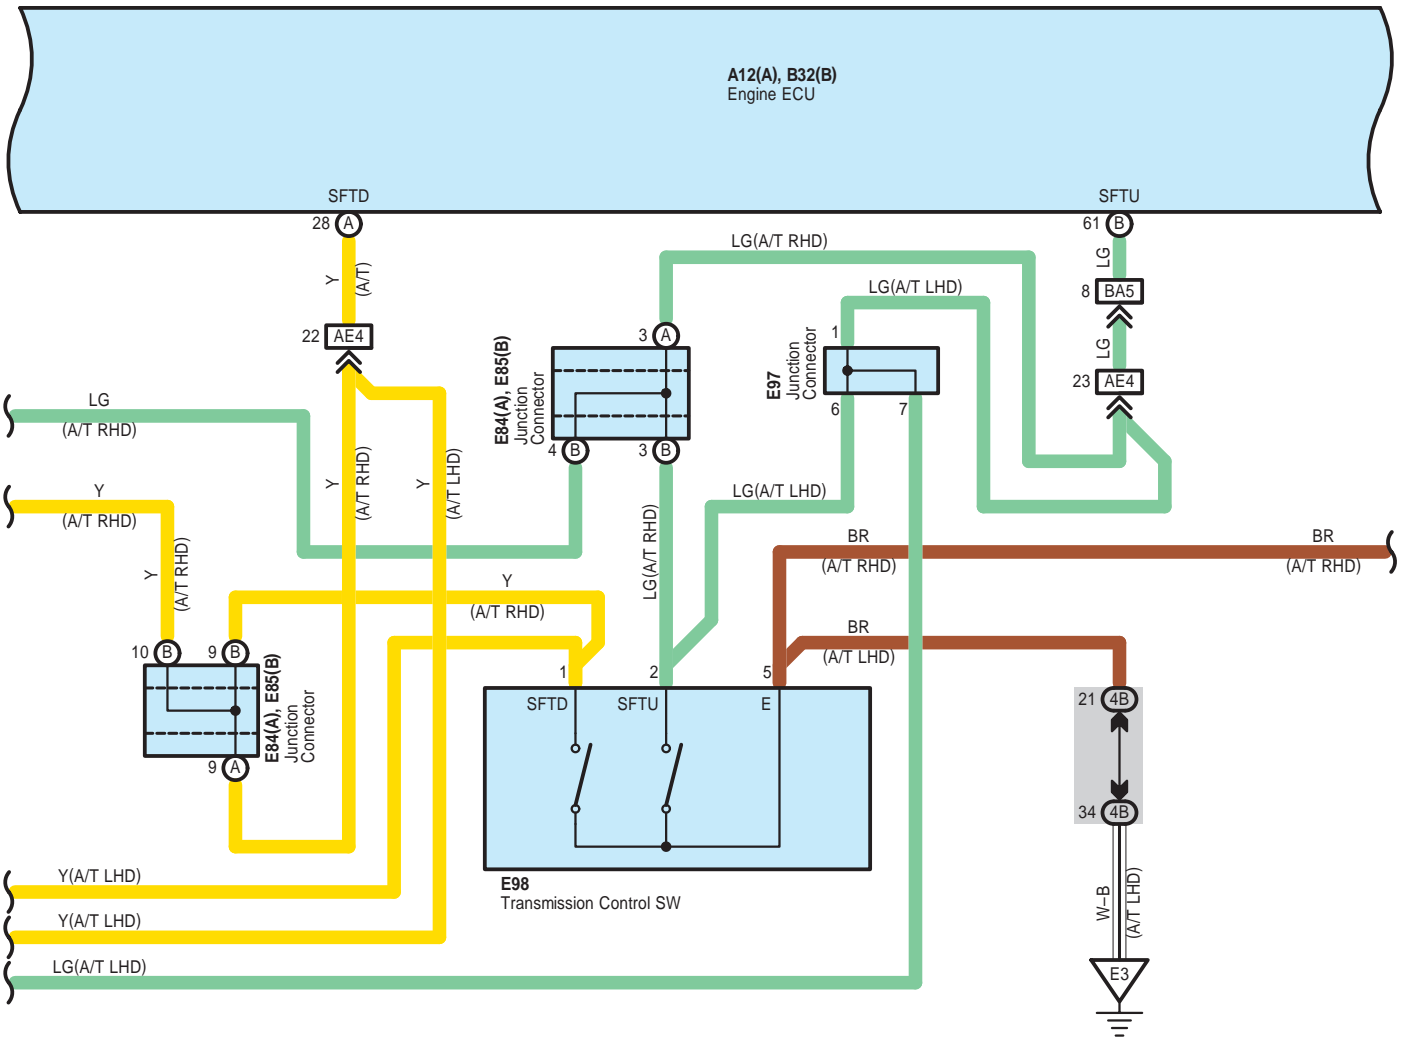 A12(A), B32(B)
Engine ECU
SFTD
SFTU
28 A
61 B
LG(A/T RHD)
LG
Y
(A/T)
LG(A/T LHD)
8 BA5
22 AE4
3 A
1
LG
E84(A), E85(B)
Junction
Connector
E97
Junction
Connector
23 AE4
LG
(A/T RHD)
6
7
4 B
3 B
Y
(A/T RHD)
Y
(A/T LHD)
Y
(A/T RHD)
LG(A/T LHD)
LG(A/T RHD)
BR
(A/T RHD)
BR
(A/T RHD)
Y
(A/T RHD)
Y
(A/T RHD)
BR
(A/T LHD)
10 B
9 B
1
2
5
E84(A), E85(B)
Junction
Connector
SFTD
SFTU
E
21 4B
9 A
34 4B
Y(A/T LHD)
E98
Transmission Control SW
W–B
(A/T LHD)
Y(A/T LHD)
LG(A/T LHD)
E3